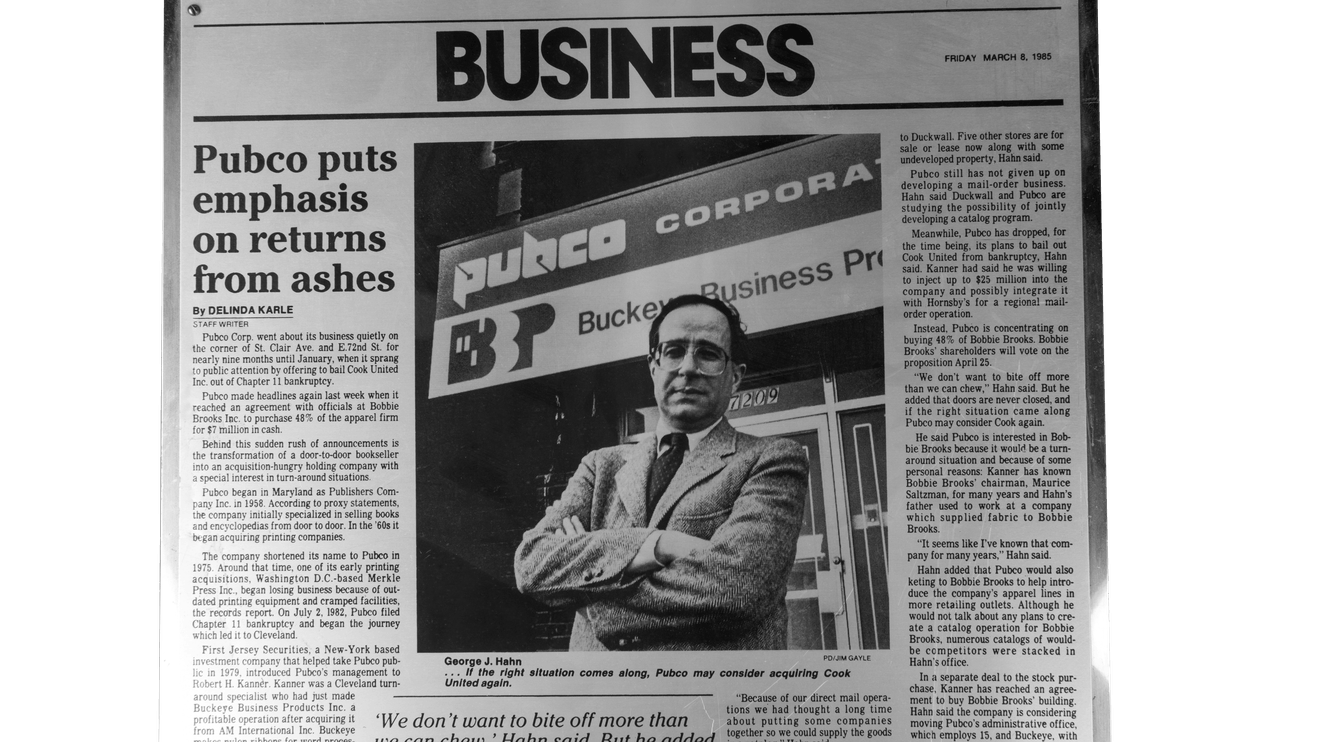 BUSINESS
FRIDAY MARCH 8, 1985
Pubco puts
emphasis
on returns
from ashes
By DELINDA KARLE
STAFF WRITER
Pubco Corp. went about its business quietly on
the corner of St. Clair Ave. and E.72nd St. for
nearly nine months until January, when it sprang
to public attention by offering to bail Cook United
Inc. out of Chapter 11 bankruptcy.
Pubco made headlines again last week when it
reached an agreement with officials at Bobbie
Brooks Inc. to purchase 48% of the apparel firm
for $7 million in cash.
Behind this sudden rush of announcements is
the transformation of a door-to-door bookseller
into an acquisition-hungry holding company with
a special interest in turn-around situations.
Pubco began in Maryland as Publishers Com-
pany Inc. in 1958. According to proxy statements,
the company initially specialized in selling books
and encyclopedias from door to door. In the '60s it
began acquiring printing companies.
The company shortened its name to Pubco in
1975. Around that time, one of its early printing
acquisitions, Washington D.C.-based Merkle
Press Inc., began losing business because of out-
dated printing equipment and cramped facilities,
the records report. On July 2, 1982, Pubco filed
Chapter 11 bankruptcy and began the journey
which led it to Cleveland.
First Jersey Securities, a New-York based
investment company that helped take Pubco pub-
lic in 1979, introduced Pubco's management to
Robert H. Kanner. Kanner was a Cleveland turn-
around specialist who had just made
Buckeye Business Products Inc. a
profitable operation after acquiring it
from AM International Inc. Buckeye
makes nylon ribbons for word proces-
pubco CORPORA
BBP Buckeye Business Pro
7209
PD/JIM GAYLE
George J. Hahn
. . . If the right situation comes along, Pubco may consider acquiring Cook
United again.
'We don't want to bite off more than
we can chew,' Hahn said. But he added
"Because of our direct mail opera-
tions we had thought a long time
about putting some companies
together so we could supply the goods
to Duckwall. Five other stores are for
sale or lease now along with some
undeveloped property, Hahn said.
Pubco still has not given up on
developing a mail-order business.
Hahn said Duckwall and Pubco are
studying the possibility of jointly
developing a catalog program.
Meanwhile, Pubco has dropped, for
the time being, its plans to bail out
Cook United from bankruptcy, Hahn
said. Kanner had said he was willing
to inject up to $25 million into the
company and possibly integrate it
with Hornsby's for a regional mail-
order operation.
Instead, Pubco is concentrating on
buying 48% of Bobbie Brooks. Bobbie
Brooks' shareholders will vote on the
proposition April 25.
"We don't want to bite off more
than we can chew," Hahn said. But he
added that doors are never closed, and
if the right situation came along
Pubco may consider Cook again.
He said Pubco is interested in Bob-
bie Brooks because it would be a turn-
around situation and because of some
personal reasons: Kanner has known
Bobbie Brooks' chairman, Maurice
Saltzman, for many years and Hahn's
father used to work at a company
which supplied fabric to Bobbie
Brooks.
"It seems like I've known that com-
pany for many years," Hahn said.
Hahn added that Pubco would also
keting to Bobbie Brooks to help intro-
duce the company's apparel lines in
more retailing outlets. Although he
would not talk about any plans to cre-
ate a catalog operation for Bobbie
Brooks, numerous catalogs of would-
be competitors were stacked in
Hahn's office.
In a separate deal to the stock pur-
chase, Kanner has reached an agree-
ment to buy Bobbie Brooks' building.
Hahn said the company is considering
moving Pubco's administrative office,
which employs 15, and Buckeye, with